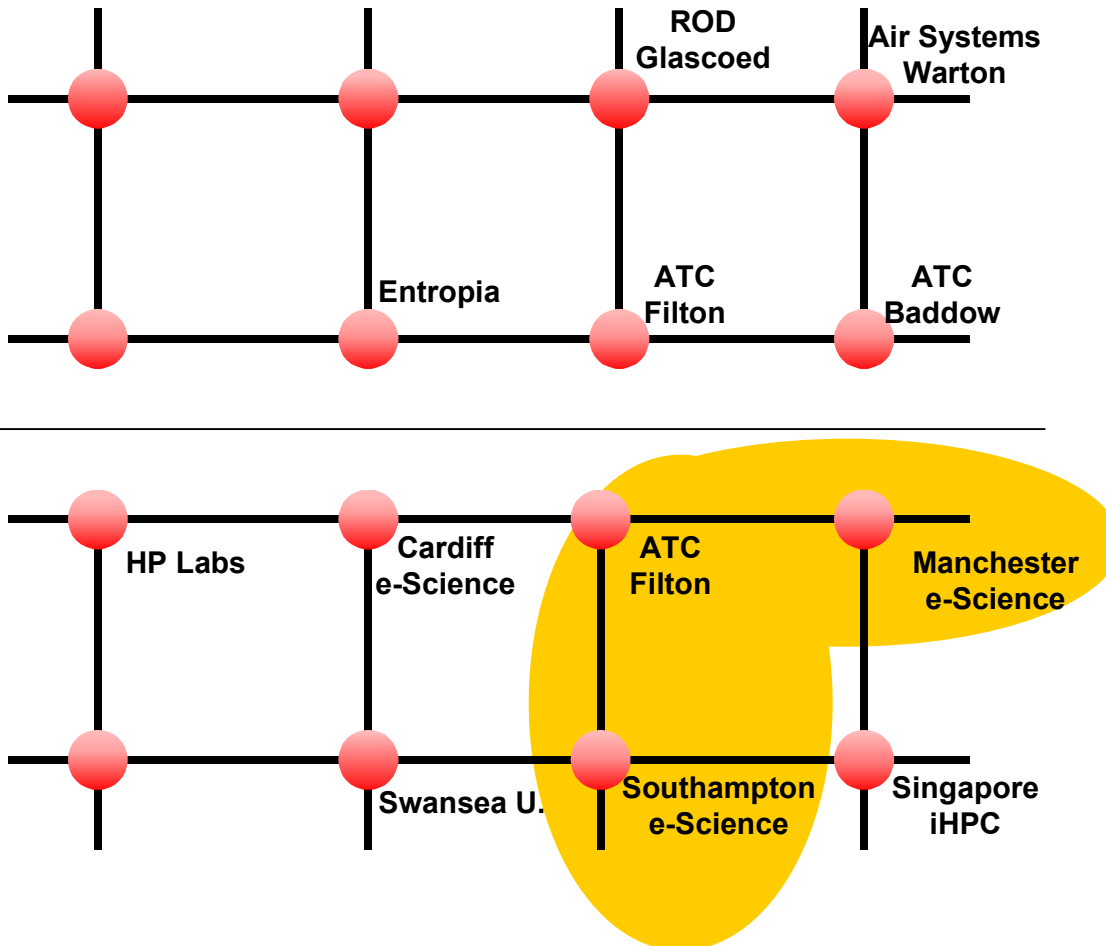 ROD
Glascoed
Air Systems
Warton
Entropia
ATC
Filton
ATC
Baddow
HP Labs
Cardiff
e-Science
ATC
Filton
Manchester
e-Science
Swansea U.
Southampton
e-Science
Singapore
iHPC